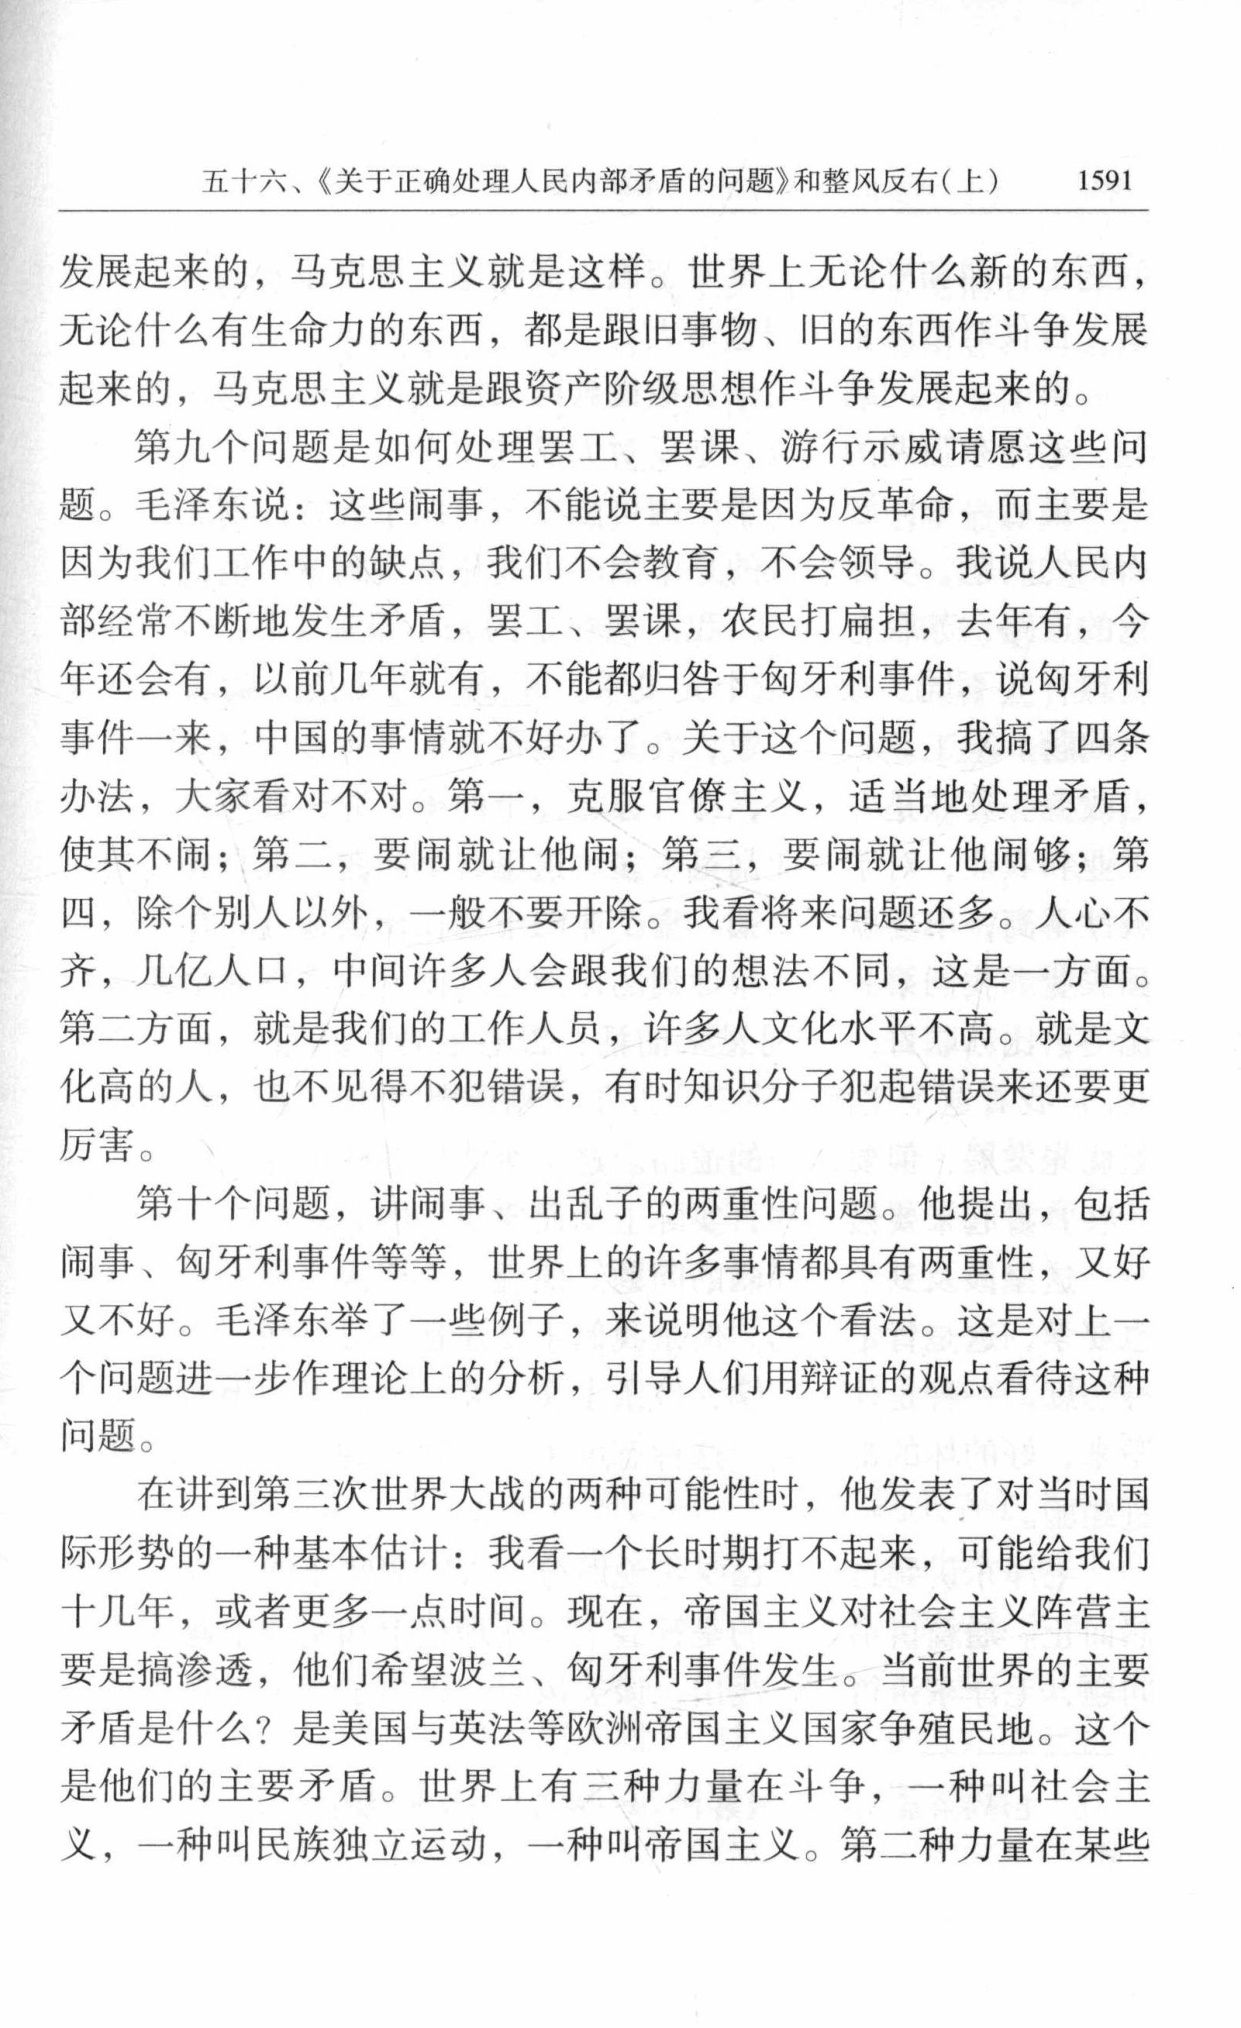 五十六、《关于正确处理人民内部矛盾的问题》和整风反右(上) 1591
发展起来的，马克思主义就是这样。世界上无论什么新的东西，
无论什么有生命力的东西，都是跟旧事物、旧的东西作斗争发展
起来的，马克思主义就是跟资产阶级思想作斗争发展起来的。
第九个问题是如何处理罢工、罢课、游行示威请愿这些问
题。毛泽东说：这些闹事，不能说主要是因为反革命，而主要是
因为我们工作中的缺点，我们不会教育，不会领导。我说人民内
部经常不断地发生矛盾，罢工、罢课，农民打扁担，去年有，今
年还会有，以前几年就有，不能都归咎于匈牙利事件，说匈牙利
事件一来，中国的事情就不好办了。关于这个问题，我搞了四条
办法，大家看对不对。第一，克服官僚主义，适当地处理矛盾，
使其不闹；第二，要闹就让他闹；第三，要闹就让他闹够；第
四，除个别人以外，一般不要开除。我看将来问题还多。人心不
齐，几亿人口，中间许多人会跟我们的想法不同，这是一方面。
第二方面，就是我们的工作人员，许多人文化水平不高。就是文
化高的人，也不见得不犯错误，有时知识分子犯起错误来还要更
厉害。
第十个问题，讲闹事、出乱子的两重性问题。他提出，包括
闹事、匈牙利事件等等，世界上的许多事情都具有两重性，又好
又不好。毛泽东举了一些例子，来说明他这个看法。这是对上一
个问题进一步作理论上的分析，引导人们用辩证的观点看待这种
问题。
在讲到第三次世界大战的两种可能性时，他发表了对当时国
际形势的一种基本估计：我看一个长时期打不起来，可能给我们
十几年，或者更多一点时间。现在，帝国主义对社会主义阵营主
要是搞渗透，他们希望波兰、匈牙利事件发生。当前世界的主要
矛盾是什么？是美国与英法等欧洲帝国主义国家争殖民地。这个
是他们的主要矛盾。世界上有三种力量在斗争，一种叫社会主
义，一种叫民族独立运动，一种叫帝国主义。第二种力量在某些